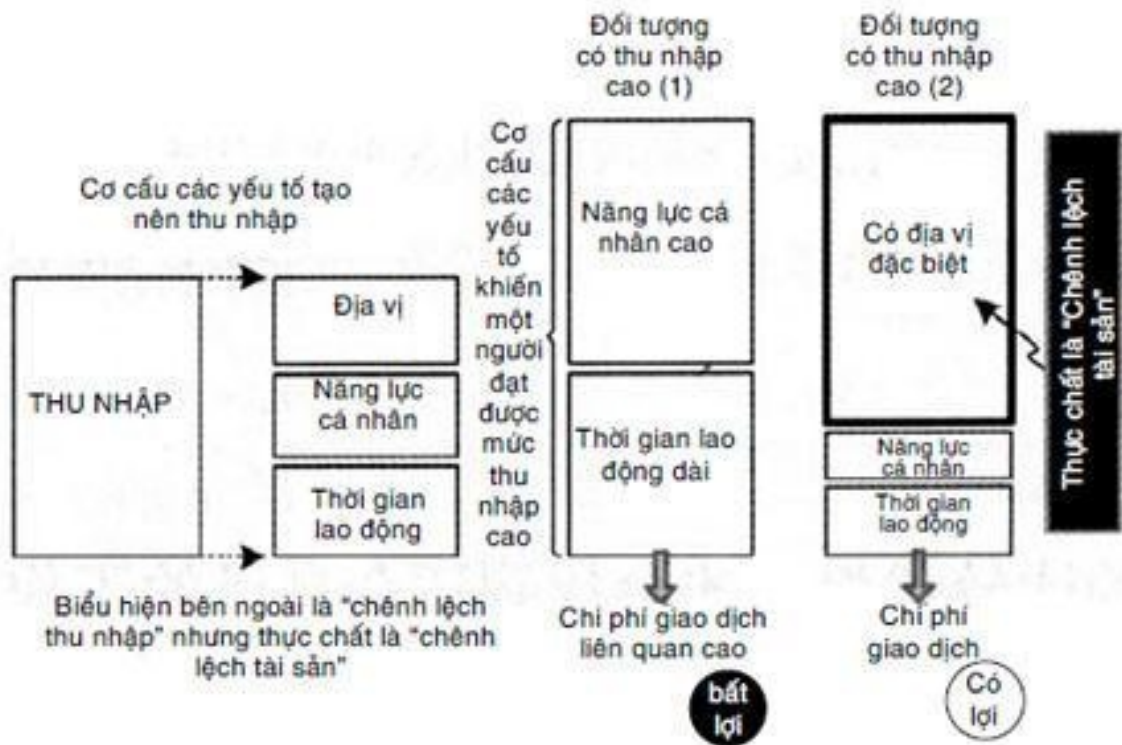 Đối tượng
có thu nhập
cao (1)
Đối tượng
có thu nhập
cao (2)
Cơ cấu các yếu tố tạo
nên thu nhập
THU NHẬP
Địa vị
Năng lực
cá nhân
Thời gian
lao động
Cơ
cấu
các
yếu
tố
khiến
một
người
đạt
được
mức
thu
nhập
cao
Năng lực cá
nhân cao
Thời gian lao
động dài
Có địa vị
đặc biệt
Năng lực
cá nhân
Thời gian
lao động
Thực chất là "Chênh lệch
tài sản"
Biểu hiện bên ngoài là "chênh lệch
thu nhập" nhưng thực chất là "chênh
lệch tài sản"
Chi phí giao dịch
liên quan cao
bất
lợi
Chi phí
giao dịch
Có
lợi